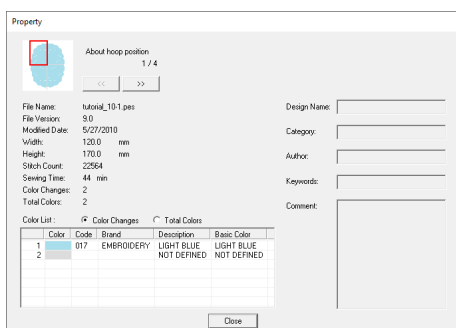 Property
About hoop position
1 / 4
<< >>
File Name: tutorial_10-1.pes
File Version: 9.0
Modified Date: 5/27/2010
Width: 120.0 mm
Height: 170.0 mm
Stitch Count: 22564
Sewing Time: 44 min
Color Changes: 2
Total Colors: 2
Color List : Color Changes Total Colors
Color Code Brand Description Basic Color
1 017 EMBROIDERY LIGHT BLUE LIGHT BLUE
2 NOT DEFINED NOT DEFINED
Design Name:
Category:
Author:
Keywords:
Comment:
Close